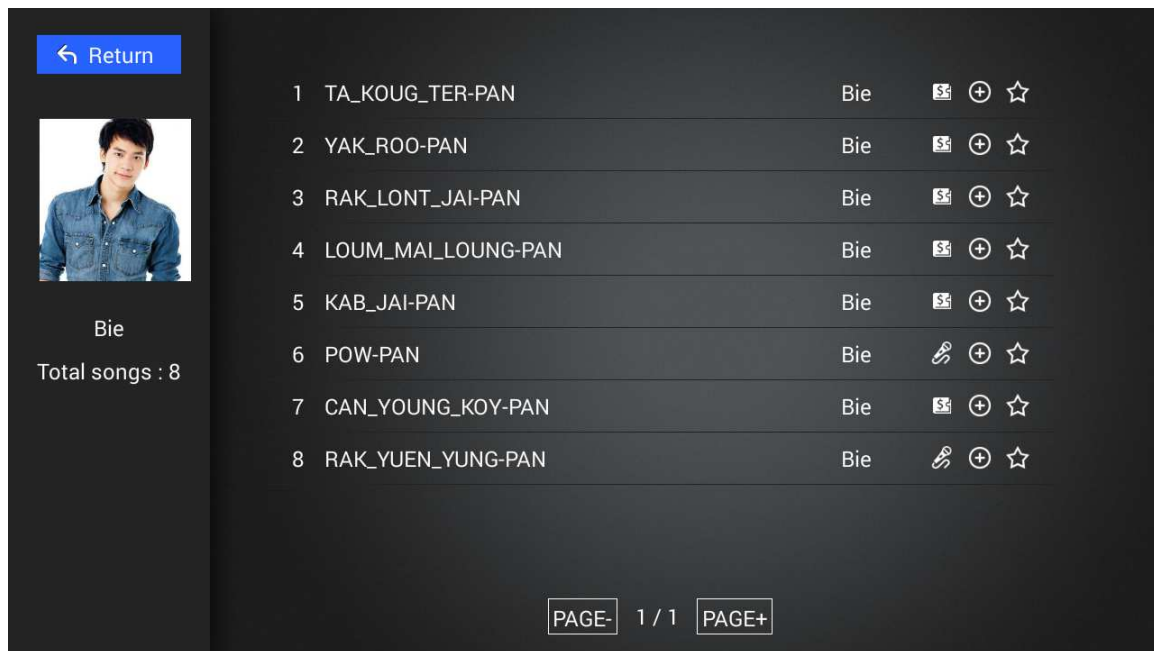 Return
1 TA_KOUG_TER-PAN Bie
2 YAK_ROO-PAN Bie
3 RAK_LONT_JAI-PAN Bie
4 LOUM_MAI_LOUNG-PAN Bie
5 KAB_JAI-PAN Bie
6 POW-PAN Bie
7 CAN_YOUNG_KOY-PAN Bie
8 RAK_YUEN_YUNG-PAN Bie
Bie
Total songs : 8
PAGE- 1 / 1 PAGE+